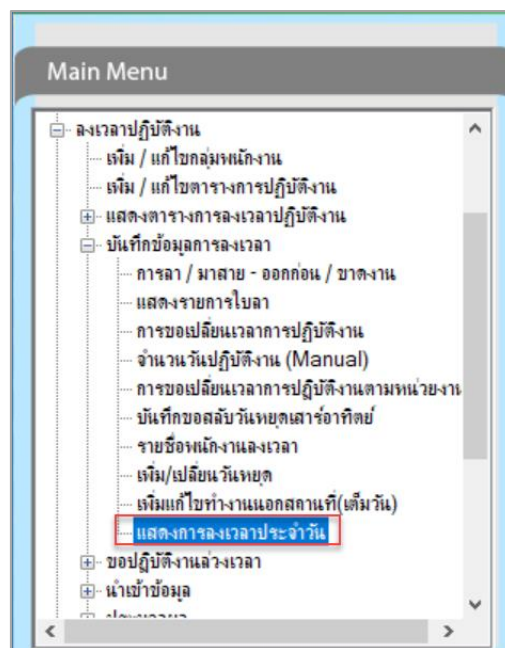 Main Menu
ลงเวลาปฏิบัติงาน
เพิ่ม / แก้ไขกลุ่มพนักงาน
เพิ่ม / แก้ไขตารางการปฏิบัติงาน
แสดงตารางการลงเวลาปฏิบัติงาน
บันทึกข้อมูลการลงเวลา
การลา / มาสาย - ออกก่อน / ขาดงาน
แสดงรายการใบลา
การขอเปลี่ยนเวลาการปฏิบัติงาน
จำนวนวันปฏิบัติงาน (Manual)
การขอเปลี่ยนเวลาการปฏิบัติงานตามหน่วยงาน
บันทึกขอสลับวันหยุดเสาร์อาทิตย์
รายชื่อพนักงานลงเวลา
เพิ่ม/เปลี่ยนวันหยุด
เพิ่มแก้ไขทำงานนอกสถานที่(เต็มวัน)
แสดงการลงเวลาประจำวัน
ขอปฏิบัติงานล่วงเวลา
นำเข้าข้อมูล